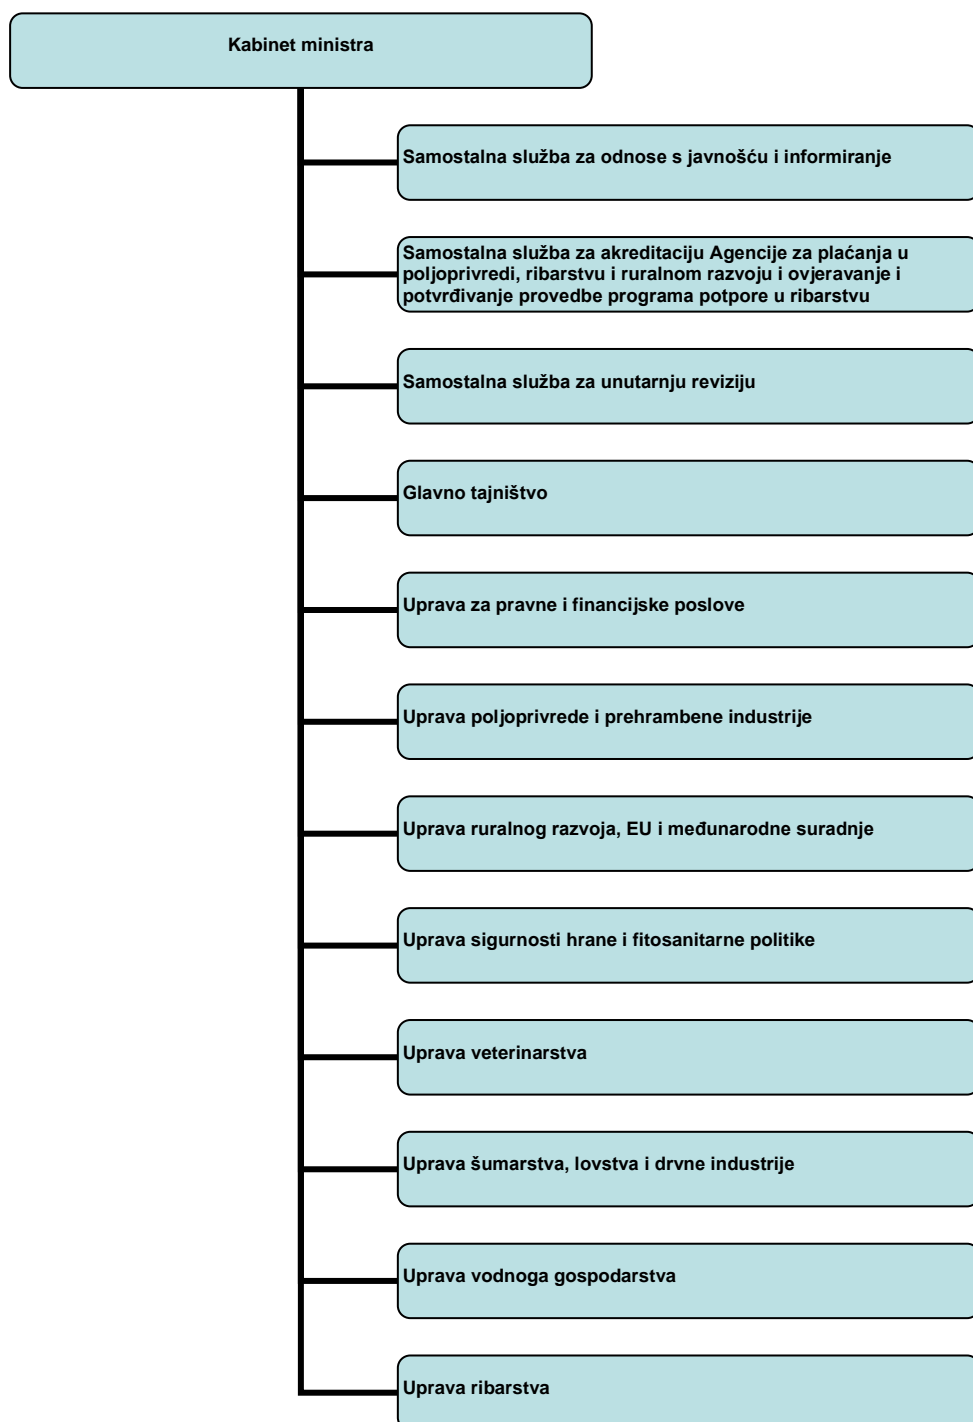 Kabinet ministra
Samostalna služba za odnose s javnošću i informiranje
Samostalna služba za akreditaciju Agencije za plaćanja u
poljoprivredi, ribarstvu i ruralnom razvoju i ovjeravanje i
potvrđivanje provedbe programa potpore u ribarstvu
Samostalna služba za unutarnju reviziju
Glavno tajništvo
Uprava za pravne i financijske poslove
Uprava poljoprivrede i prehrambene industrije
Uprava ruralnog razvoja, EU i međunarodne suradnje
Uprava sigurnosti hrane i fitosanitarne politike
Uprava veterinarstva
Uprava šumarstva, lovstva i drvne industrije
Uprava vodnoga gospodarstva
Uprava ribarstva